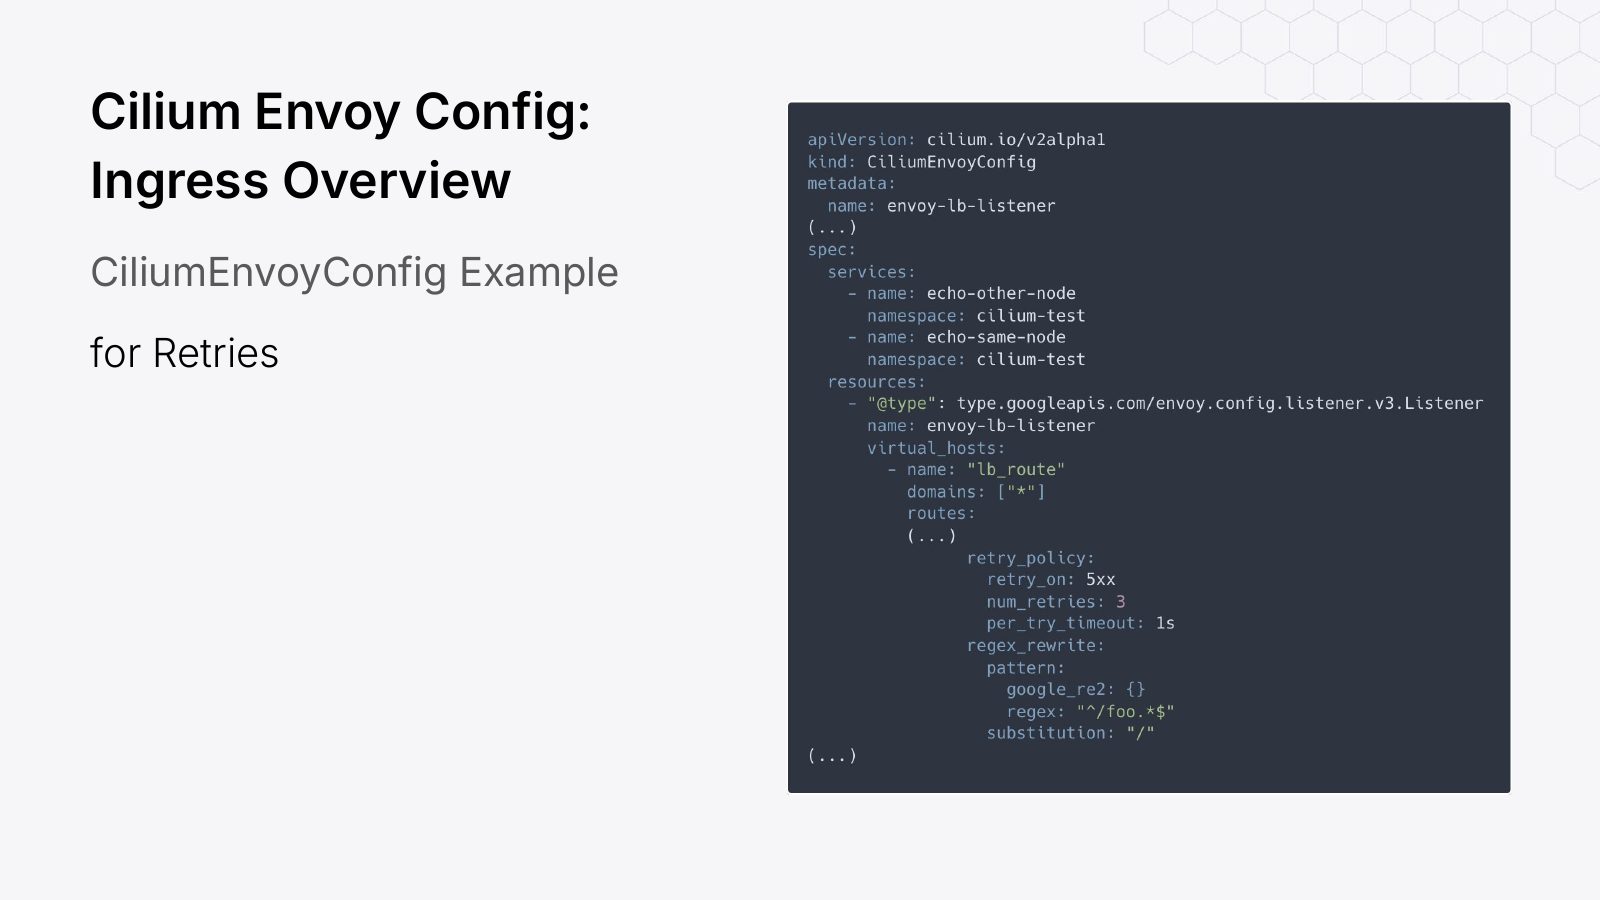 Cilium Envoy Config:
Ingress Overview
CiliumEnvoyConfig Example
for Retries
apiVersion: cilium.io/v2alpha1
kind: CiliumEnvoyConfig
metadata:
  name: envoy-lb-listener
(...)
spec:
  services:
    - name: echo-other-node
      namespace: cilium-test
    - name: echo-same-node
      namespace: cilium-test
  resources:
    - "@type": type.googleapis.com/envoy.config.listener.v3.Listener
      name: envoy-lb-listener
      virtual_hosts:
        - name: "lb_route"
          domains: ["*"]
          routes:
          (...)
                retry_policy:
                  retry_on: 5xx
                  num_retries: 3
                  per_try_timeout: 1s
                regex_rewrite:
                  pattern:
                    google_re2: {}
                    regex: "^/foo.*$"
                  substitution: "/"
(...)